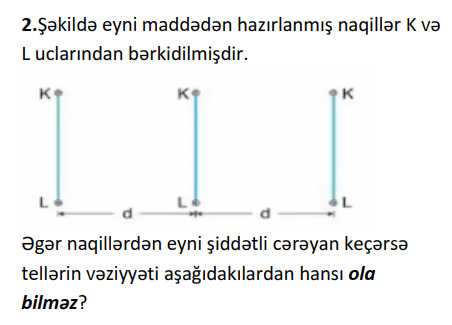 2.Şəkildə eyni maddədən hazırlanmış naqillər K və
L uclarından bərkidilmişdir.
K K K
L L L
d d
Əgər naqillərdən eyni şiddətli cərəyan keçərsə
tellərin vəziyyəti aşağıdakılardan hansı ola
bilməz?